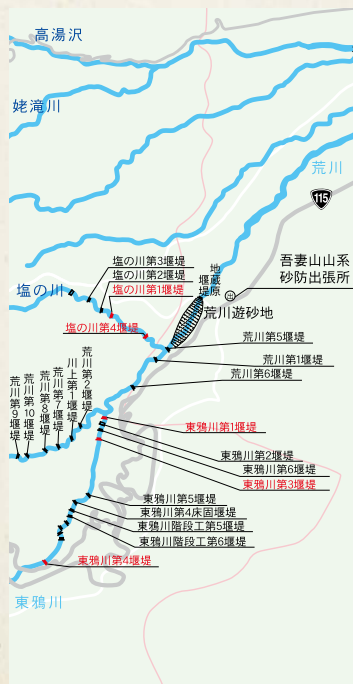 高湯沢
姥滝川
荒川
115
吾妻山山系
砂防出張所
地蔵原堰堤
荒川遊砂地
塩の川第3堰堤
塩の川第2堰堤
塩の川第1堰堤
塩の川
塩の川第4堰堤
荒川第5堰堤
荒川第1堰堤
荒川第6堰堤
荒川第2堰堤
川上第1堰堤
荒川第7堰堤
荒川第8堰堤
荒川第10堰堤
荒川第9堰堤
東鴉川第1堰堤
東鴉川第2堰堤
東鴉川第6堰堤
東鴉川第3堰堤
東鴉川第5堰堤
東鴉川第4床固堰堤
東鴉川階段工第5堰堤
東鴉川階段工第6堰堤
東鴉川第4堰堤
東鴉川